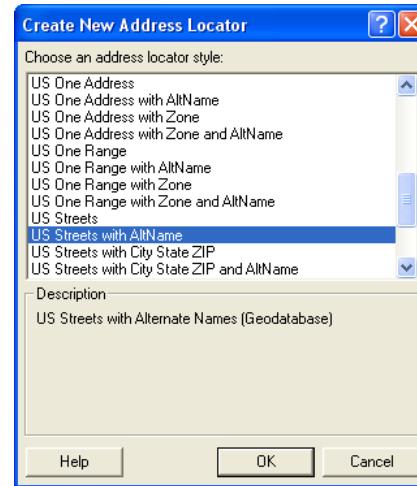 Create New Address Locator
Choose an address locator style:
US One Address
US One Address with AltName
US One Address with Zone
US One Address with Zone and AltName
US One Range
US One Range with AltName
US One Range with Zone
US One Range with Zone and AltName
US Streets
US Streets with AltName
US Streets with City State ZIP
US Streets with City State ZIP and AltName
Description
US Streets with Alternate Names (Geodatabase)
Help
OK
Cancel